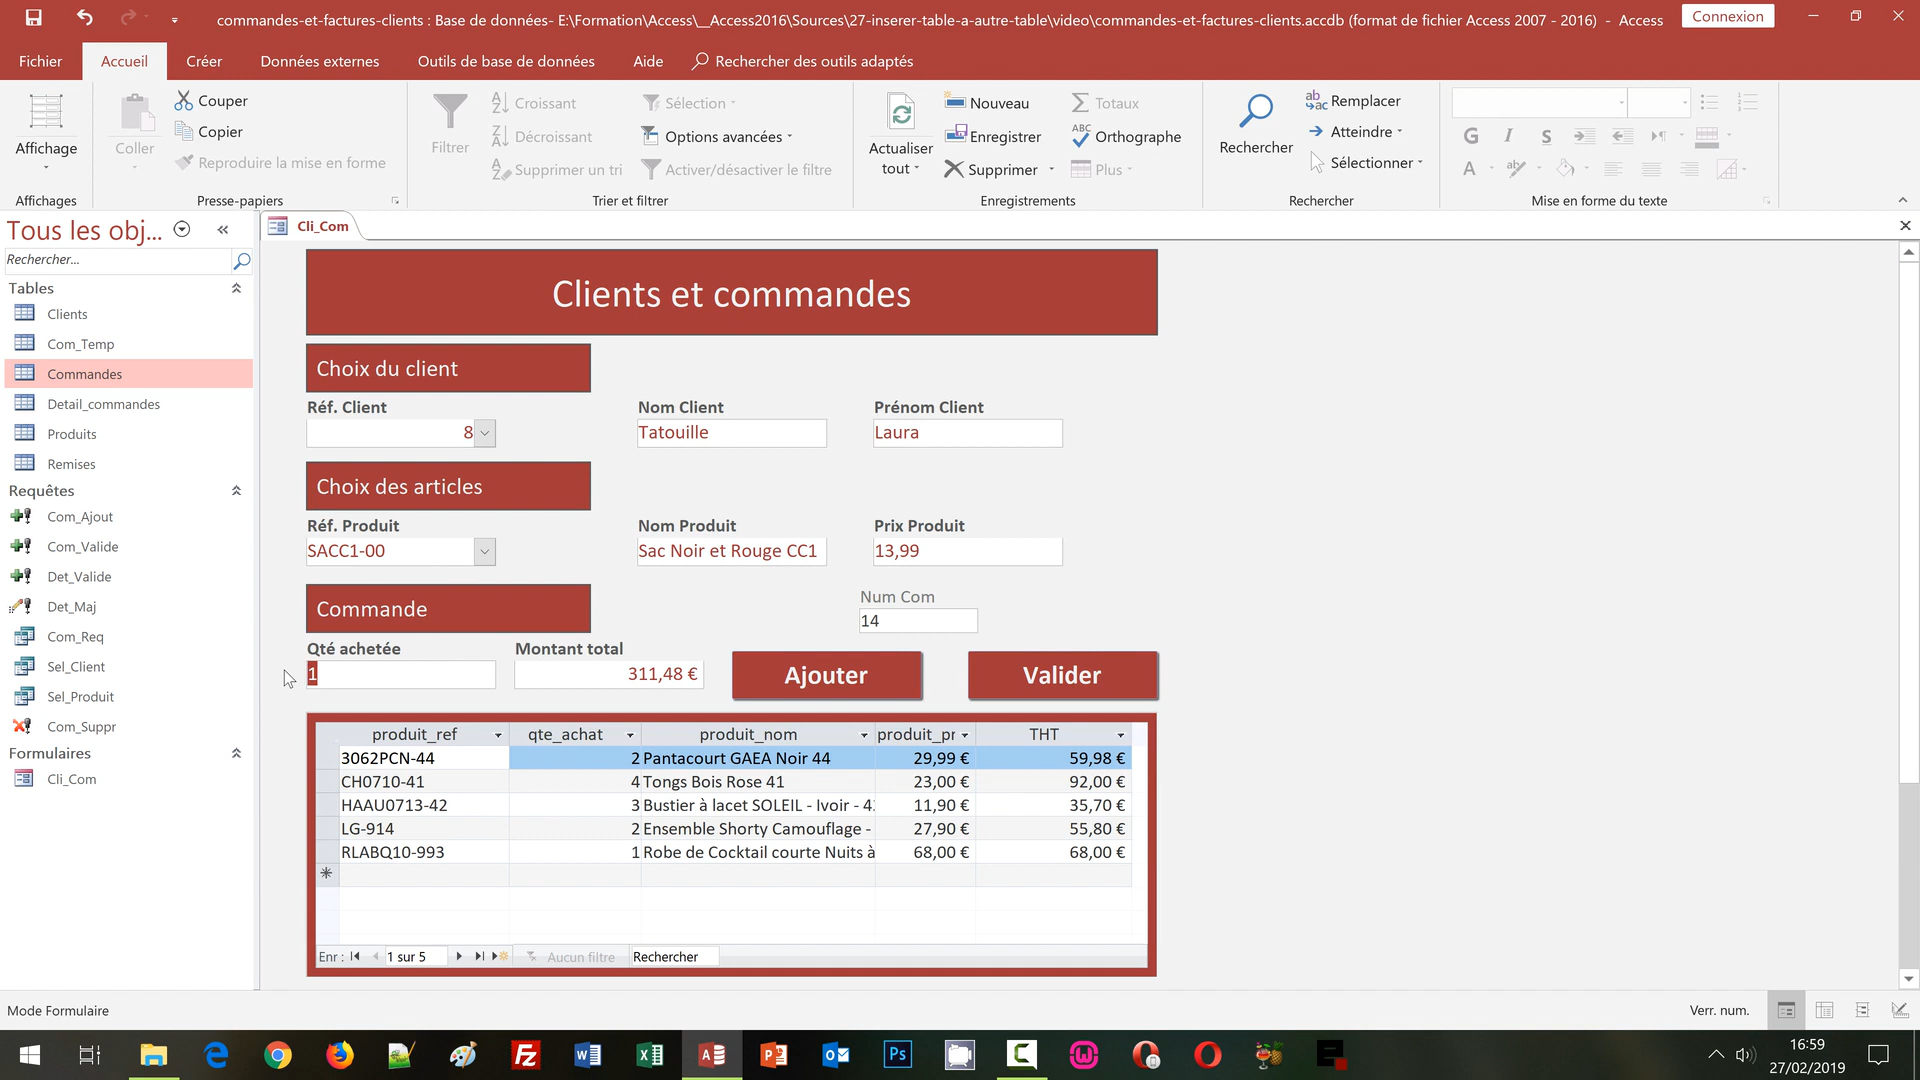 commandes-et-factures-clients : Base de données- E:\Formation\Access\__Access2016\Sources\27-inserer-table-a-autre-table\video\commandes-et-factures-clients.accdb (format de fichier Access 2007 - 2016) - Access
Connexion
Fichier Accueil Créer Données externes Outils de base de données Aide Rechercher des outils adaptés
Affichage
Affichages
Coller
Couper
Copier
Reproduire la mise en forme
Presse-papiers
Filtrer
Croissant
Décroissant
Supprimer un tri
Sélection
Options avancées
Activer/désactiver le filtre
Trier et filtrer
Actualiser
tout
Nouveau
Enregistrer
Supprimer
Totaux
Orthographe
Plus
Enregistrements
Rechercher
Remplacer
Atteindre
Sélectionner
Rechercher
G I S
A
Mise en forme du texte
Tous les obj...
Rechercher...
Tables
Clients
Com_Temp
Commandes
Detail_commandes
Produits
Remises
Requêtes
Com_Ajout
Com_Valide
Det_Valide
Det_Maj
Com_Req
Sel_Client
Sel_Produit
Com_Suppr
Formulaires
Cli_Com
Cli_Com
Clients et commandes
Choix du client
Réf. Client Nom Client Prénom Client
8 Tatouille Laura
Choix des articles
Réf. Produit Nom Produit Prix Produit
SACC1-00 Sac Noir et Rouge CC1 13,99
Commande
Num Com
14
Qté achetée Montant total
1 311,48 €
Ajouter Valider
produit_ref qte_achat produit_nom produit_pr THT
3062PCN-44 2 Pantacourt GAEA Noir 44 29,99 € 59,98 €
CH0710-41 4 Tongs Bois Rose 41 23,00 € 92,00 €
HAAU0713-42 3 Bustier à lacet SOLEIL - Ivoir - 42 11,90 € 35,70 €
LG-914 2 Ensemble Shorty Camouflage - 27,90 € 55,80 €
RLABQ10-993 1 Robe de Cocktail courte Nuits à 68,00 € 68,00 €
Enr : 1 sur 5 Aucun filtre Rechercher
Mode Formulaire
Verr. num.
16:59
27/02/2019